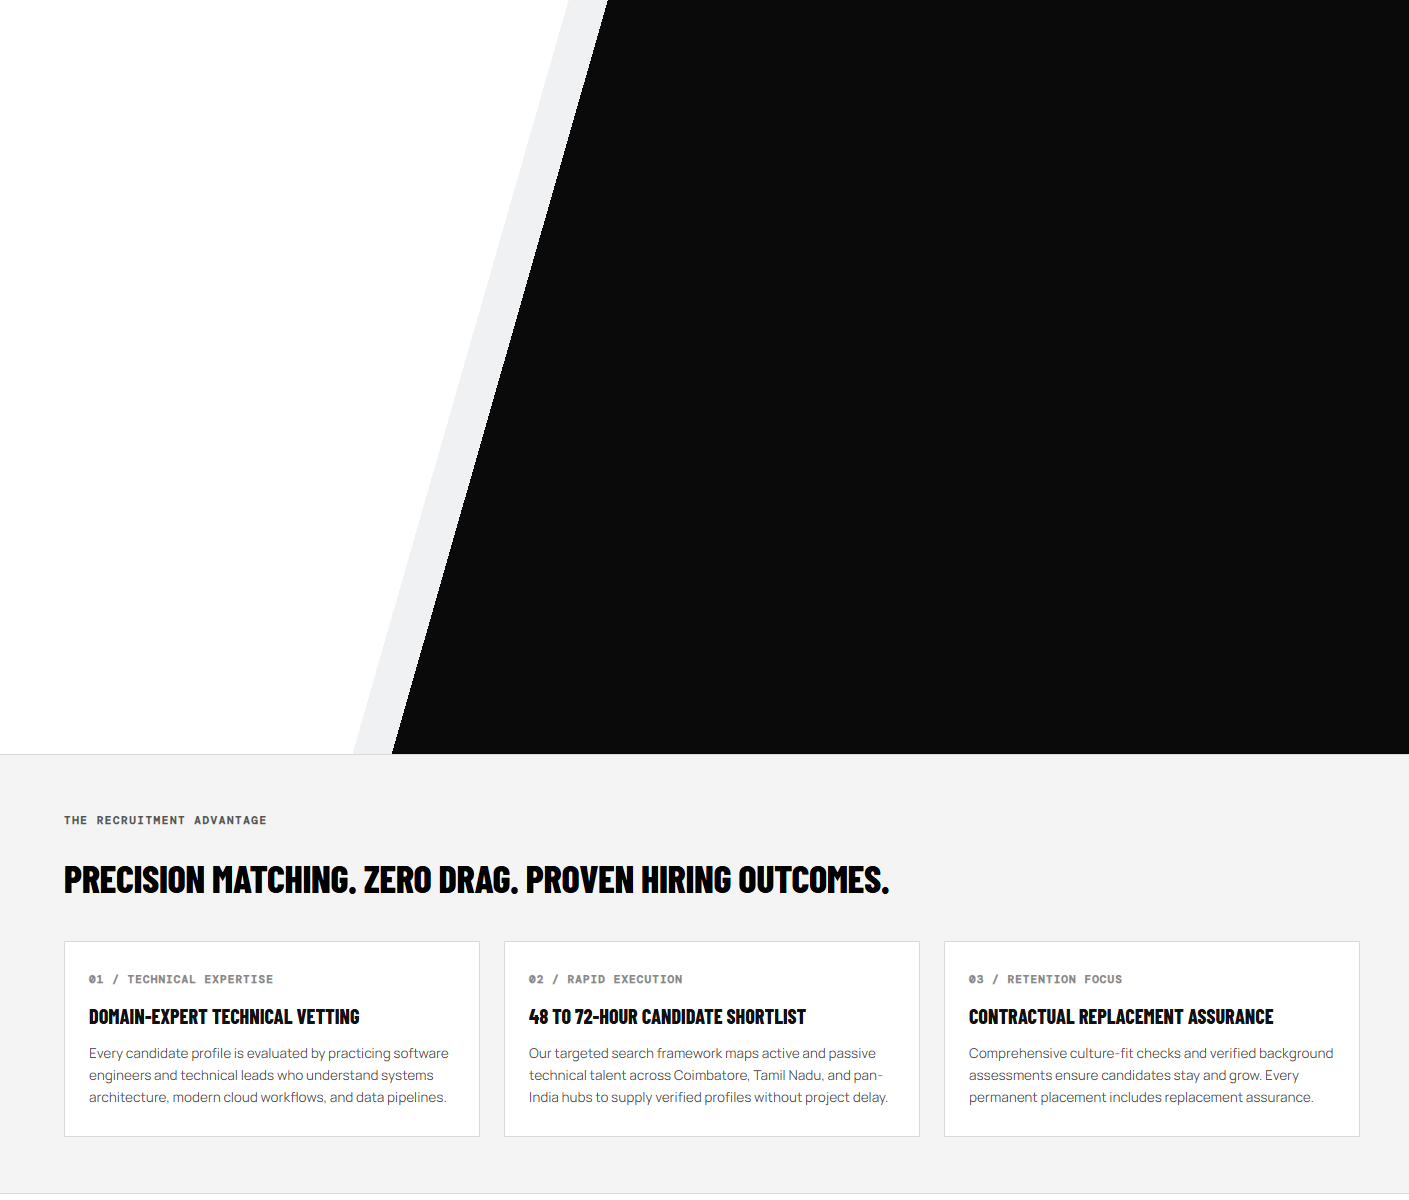 THE RECRUITMENT ADVANTAGE
PRECISION MATCHING. ZERO DRAG. PROVEN HIRING OUTCOMES.
01 / TECHNICAL EXPERTISE
DOMAIN-EXPERT TECHNICAL VETTING
Every candidate profile is evaluated by practicing software
engineers and technical leads who understand systems
architecture, modern cloud workflows, and data pipelines.
02 / RAPID EXECUTION
48 TO 72-HOUR CANDIDATE SHORTLIST
Our targeted search framework maps active and passive
technical talent across Coimbatore, Tamil Nadu, and pan-
India hubs to supply verified profiles without project delay.
03 / RETENTION FOCUS
CONTRACTUAL REPLACEMENT ASSURANCE
Comprehensive culture-fit checks and verified background
assessments ensure candidates stay and grow. Every
permanent placement includes replacement assurance.